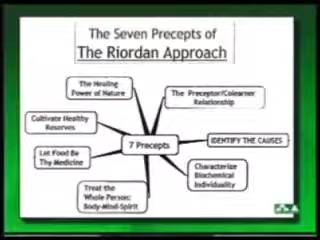 The Seven Precepts of
The Riordan Approach
The Healing
Power of Nature
The Preceptor/Colearner
Relationship
Cultivate Healthy
Reserves
7 Precepts
IDENTIFY THE CAUSES
Let Food Be
Thy Medicine
Characterize
Biochemical
Individuality
Treat the
Whole Person:
Body-Mind-Spirit